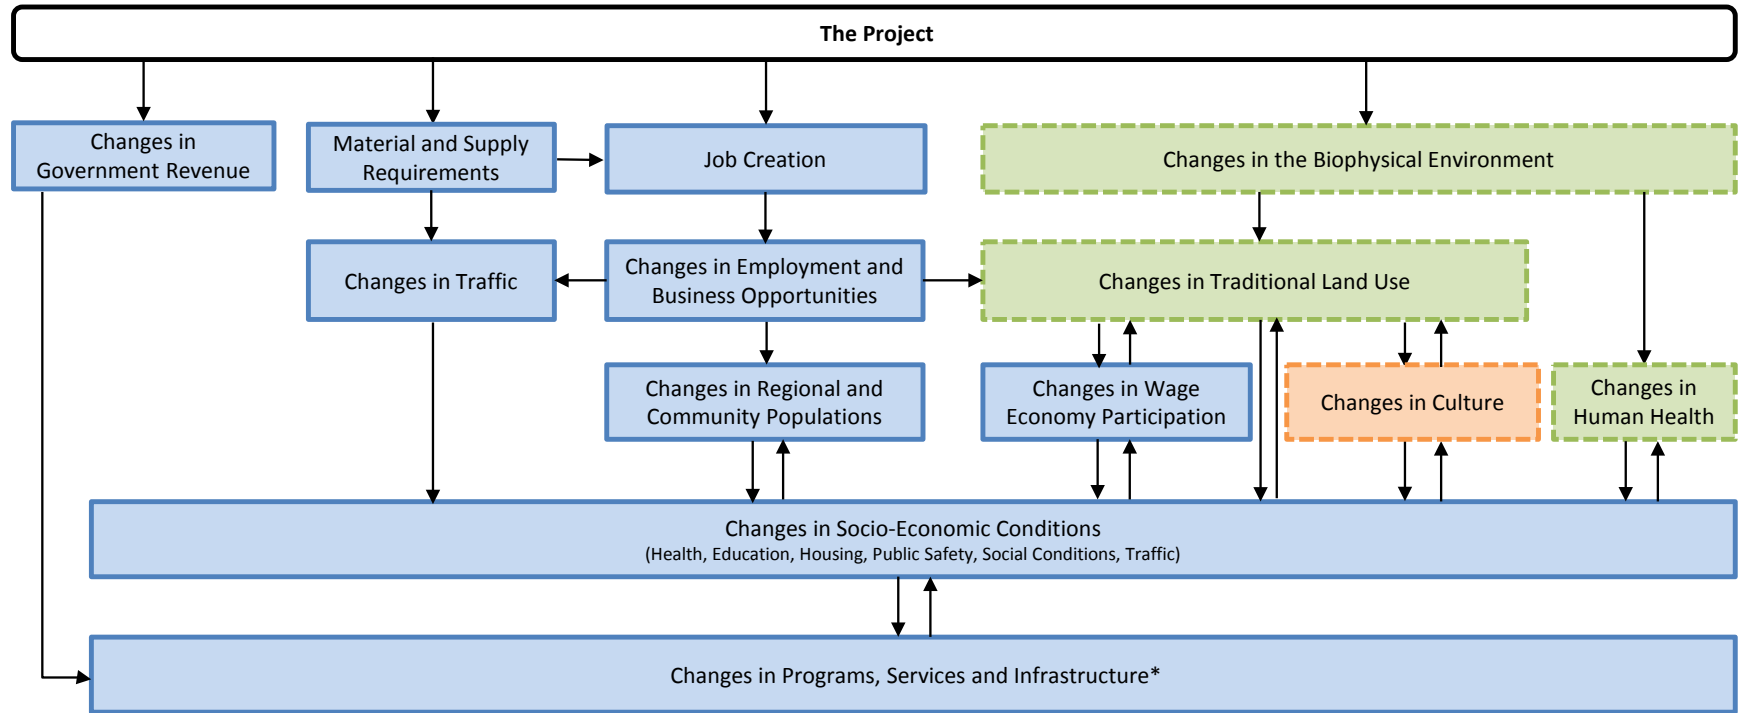 The Project
Changes in
Government Revenue
Material and Supply
Requirements
Job Creation
Changes in the Biophysical Environment
Changes in Traffic
Changes in Employment and
Business Opportunities
Changes in Traditional Land Use
Changes in Regional and
Community Populations
Changes in Wage
Economy Participation
Changes in Culture
Changes in
Human Health
Changes in Socio-Economic Conditions
(Health, Education, Housing, Public Safety, Social Conditions, Traffic)
Changes in Programs, Services and Infrastructure*